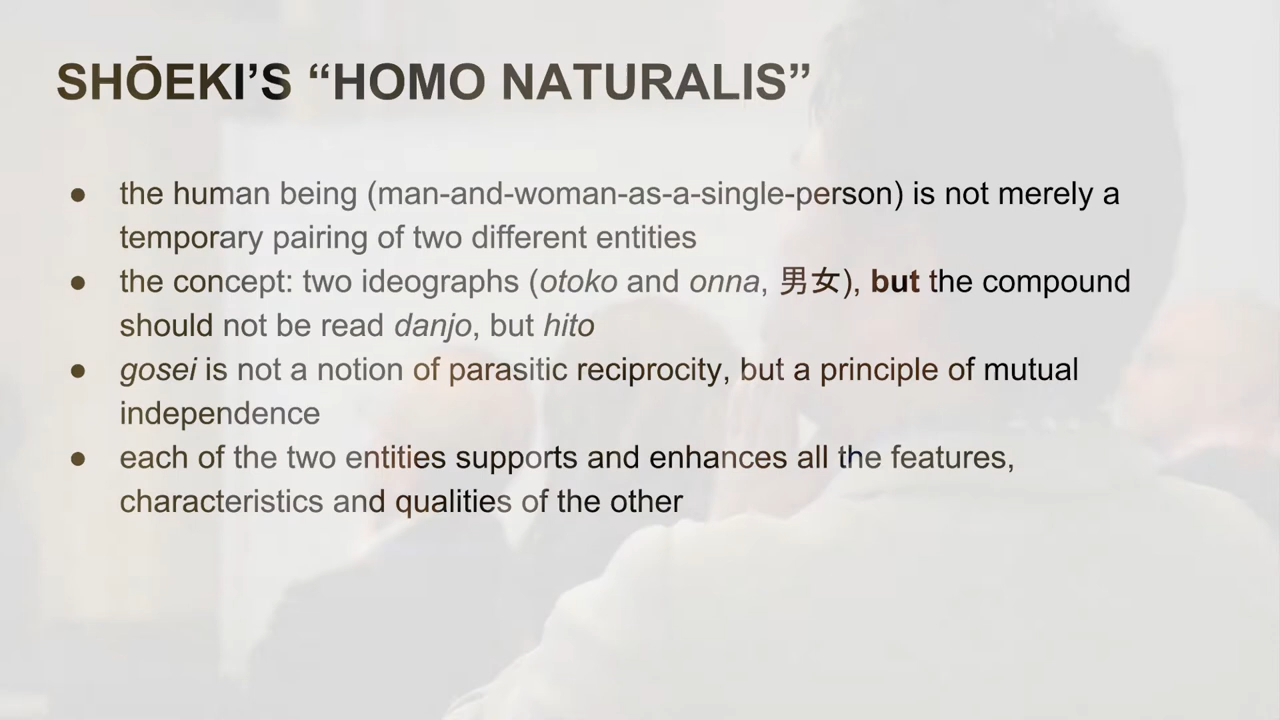 SHŌEKI’S “HOMO NATURALIS”
● the human being (man-and-woman-as-a-single-person) is not merely a
temporary pairing of two different entities
● the concept: two ideographs (otoko and onna, 男女), but the compound
should not be read danjo, but hito
● gosei is not a notion of parasitic reciprocity, but a principle of mutual
independence
● each of the two entities supports and enhances all the features,
characteristics and qualities of the other